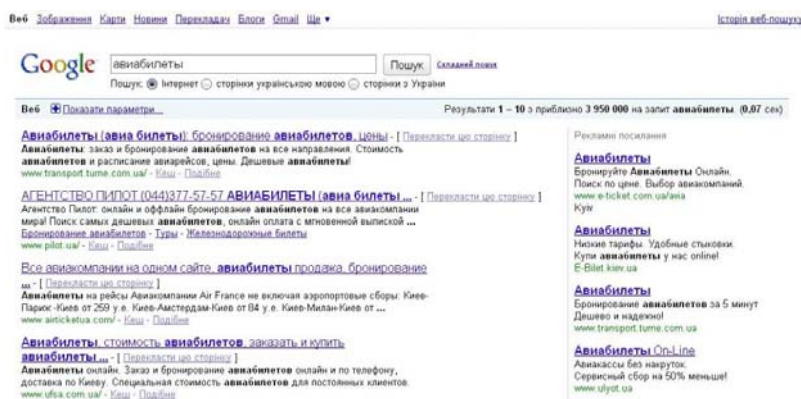 Веб Зображення Карти Новини Перекладач Блоги Gmail Ще ▼
Історія веб-пошуку
Google
авиабилеты
Пошук
Складний пошук
Пошук: Інтернет сторінки українською мовою сторінки з України
Веб Показати параметри...
Результати 1 – 10 з приблизно 3 950 000 на запит авиабилеты. (0,07 сек)
Авиабилеты (авиа билеты): бронирование авиабилетов, цены - [ Перекласти цю сторінку ]
Авиабилеты: заказ и бронирование авиабилетов на все направления. Стоимость
авиабилетов и расписание авиарейсов, цены. Дешевые авиабилеты!
www.transport.tume.com.ua/ - Кеш - Подібне
АГЕНТСТВО ПИЛОТ (044)377-57-57 АВИАБИЛЕТЫ (авиа билеты ... - [ Перекласти цю сторінку ]
Агентство Пилот: онлайн и оффлайн бронирование авиабилетов на все авиакомпании
мира! Поиск самых дешевых авиабилетов, онлайн оплата с мгновенной выпиской ...
Бронирование авиабилетов - Туры - Железнодорожные билеты
www.pilot.ua/ - Кеш - Подібне
Все авиакомпании на одном сайте, авиабилеты продажа, бронирование
... - [ Перекласти цю сторінку ]
Авиабилеты на рейсы Авиакомпании Air France не включая аэропортовые сборы: Киев-
Париж -Киев от 259 у.е. Киев-Амстердам-Киев от 84 у.е. Киев-Милан-Киев от ...
www.airticketua.com/ - Кеш - Подібне
Авиабилеты, стоимость авиабилетов, заказать и купить
авиабилеты ... - [ Перекласти цю сторінку ]
Авиабилеты онлайн. Заказ и бронирование авиабилетов онлайн и по телефону,
доставка по Киеву. Специальная стоимость авиабилетов для постоянных клиентов.
www.ufsa.com.ua/ - Кеш - Подібне
Рекламні посилання
Авиабилеты
Бронируйте Авиабилеты Онлайн.
Поиск по цене. Выбор авиакомпаний.
www.e-ticket.com.ua/avia
Kyiv
Авиабилеты
Низкие тарифы. Удобные стыковки.
Купи авиабилеты у нас online!
E-Bilet.kiev.ua
Авиабилеты
Бронирование авиабилетов за 5 минут
Дешево и надежно!
www.transport.tume.com.ua
Авиабилеты On-Line
Авиакассы без накруток.
Сервисный сбор на 50% меньше!
www.ulyot.ua